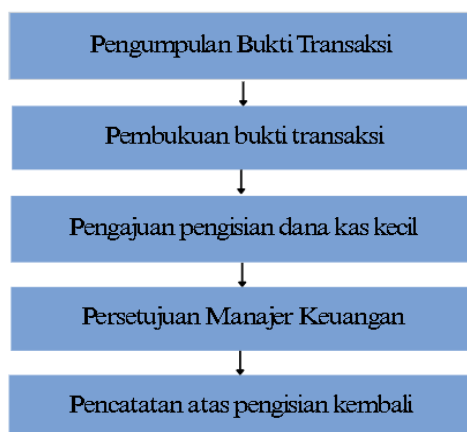 Pengumpulan Bukti Transaksi
Pembukuan bukti transaksi
Pengajuan pengisian dana kas kecil
Persetujuan Manajer Keuangan
Pencatatan atas pengisian kembali